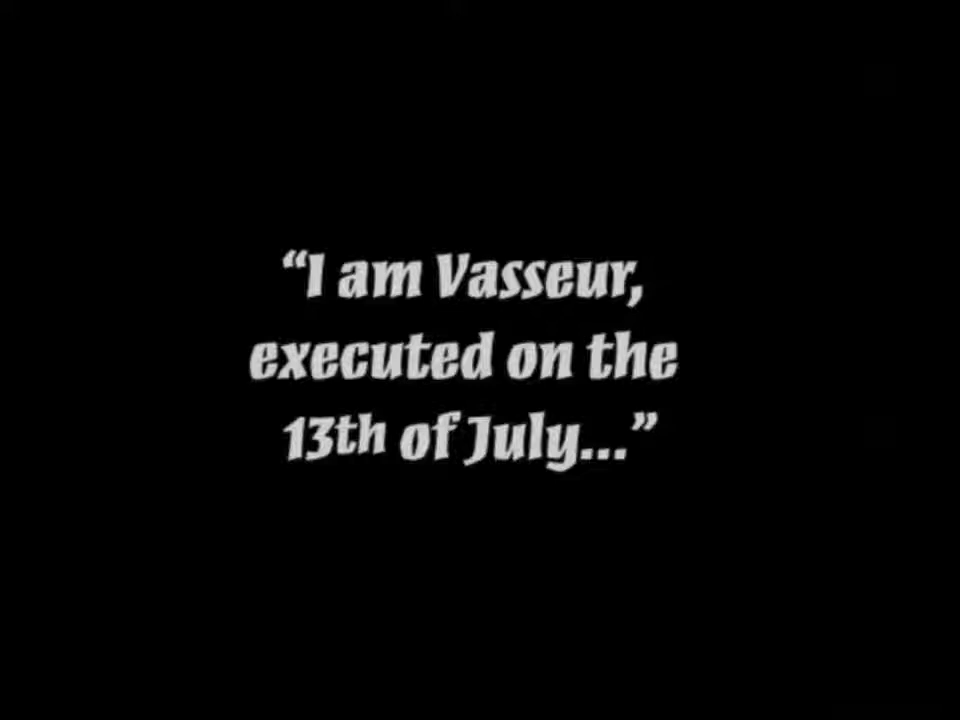 “I am Vasseur,
executed on the
13th of July...”